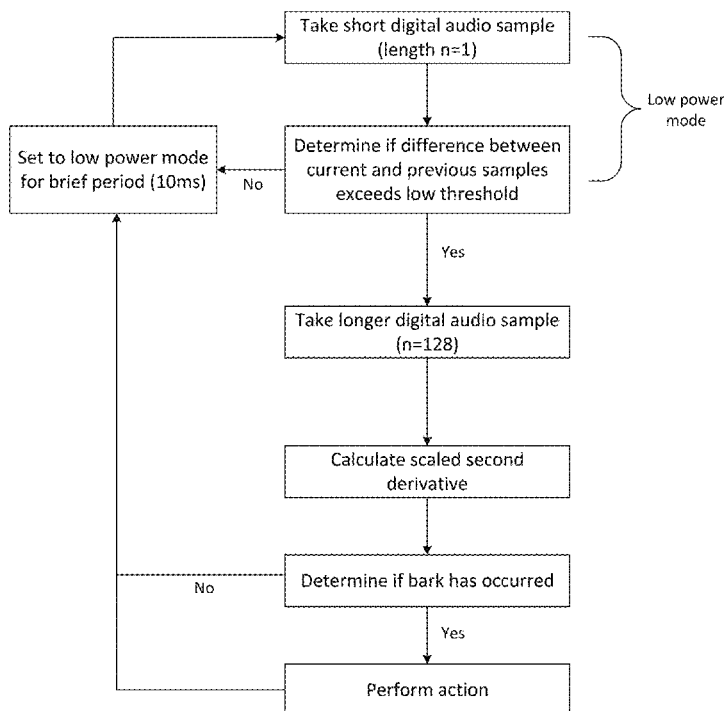 Take short digital audio sample
(length n=1)
Low power
mode
Set to low power mode
for brief period (10ms)
No
Determine if difference between
current and previous samples
exceeds low threshold
Yes
Take longer digital audio sample
(n=128)
Calculate scaled second
derivative
Determine if bark has occurred
No
Yes
Perform action